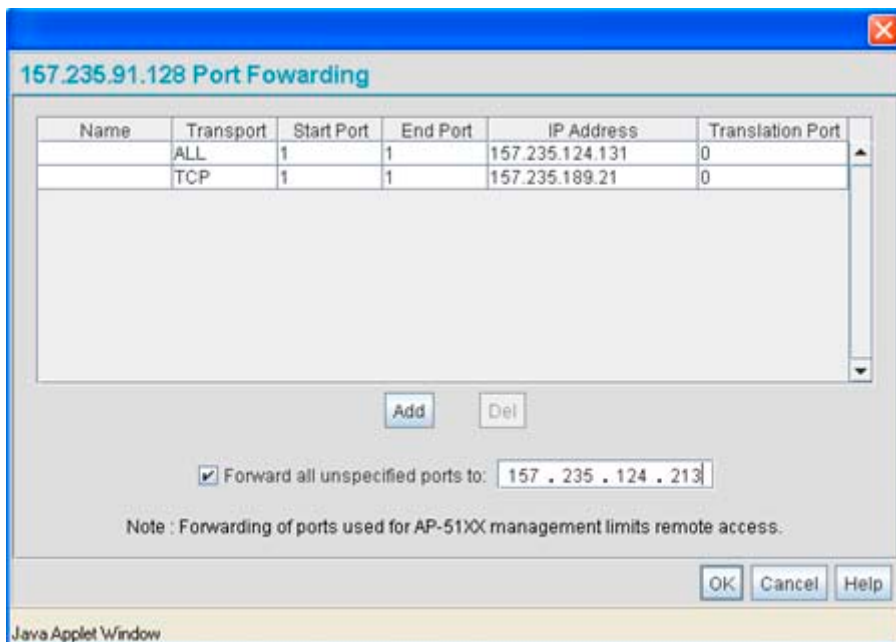 157.235.91.128 Port Fowarding
Name Transport Start Port End Port IP Address Translation Port
ALL 1 1 157.235.124.131 0
TCP 1 1 157.235.189.21 0
Add Del
Forward all unspecified ports to: 157 . 235 . 124 . 213
Note : Forwarding of ports used for AP-51XX management limits remote access.
OK Cancel Help
Java Applet Window